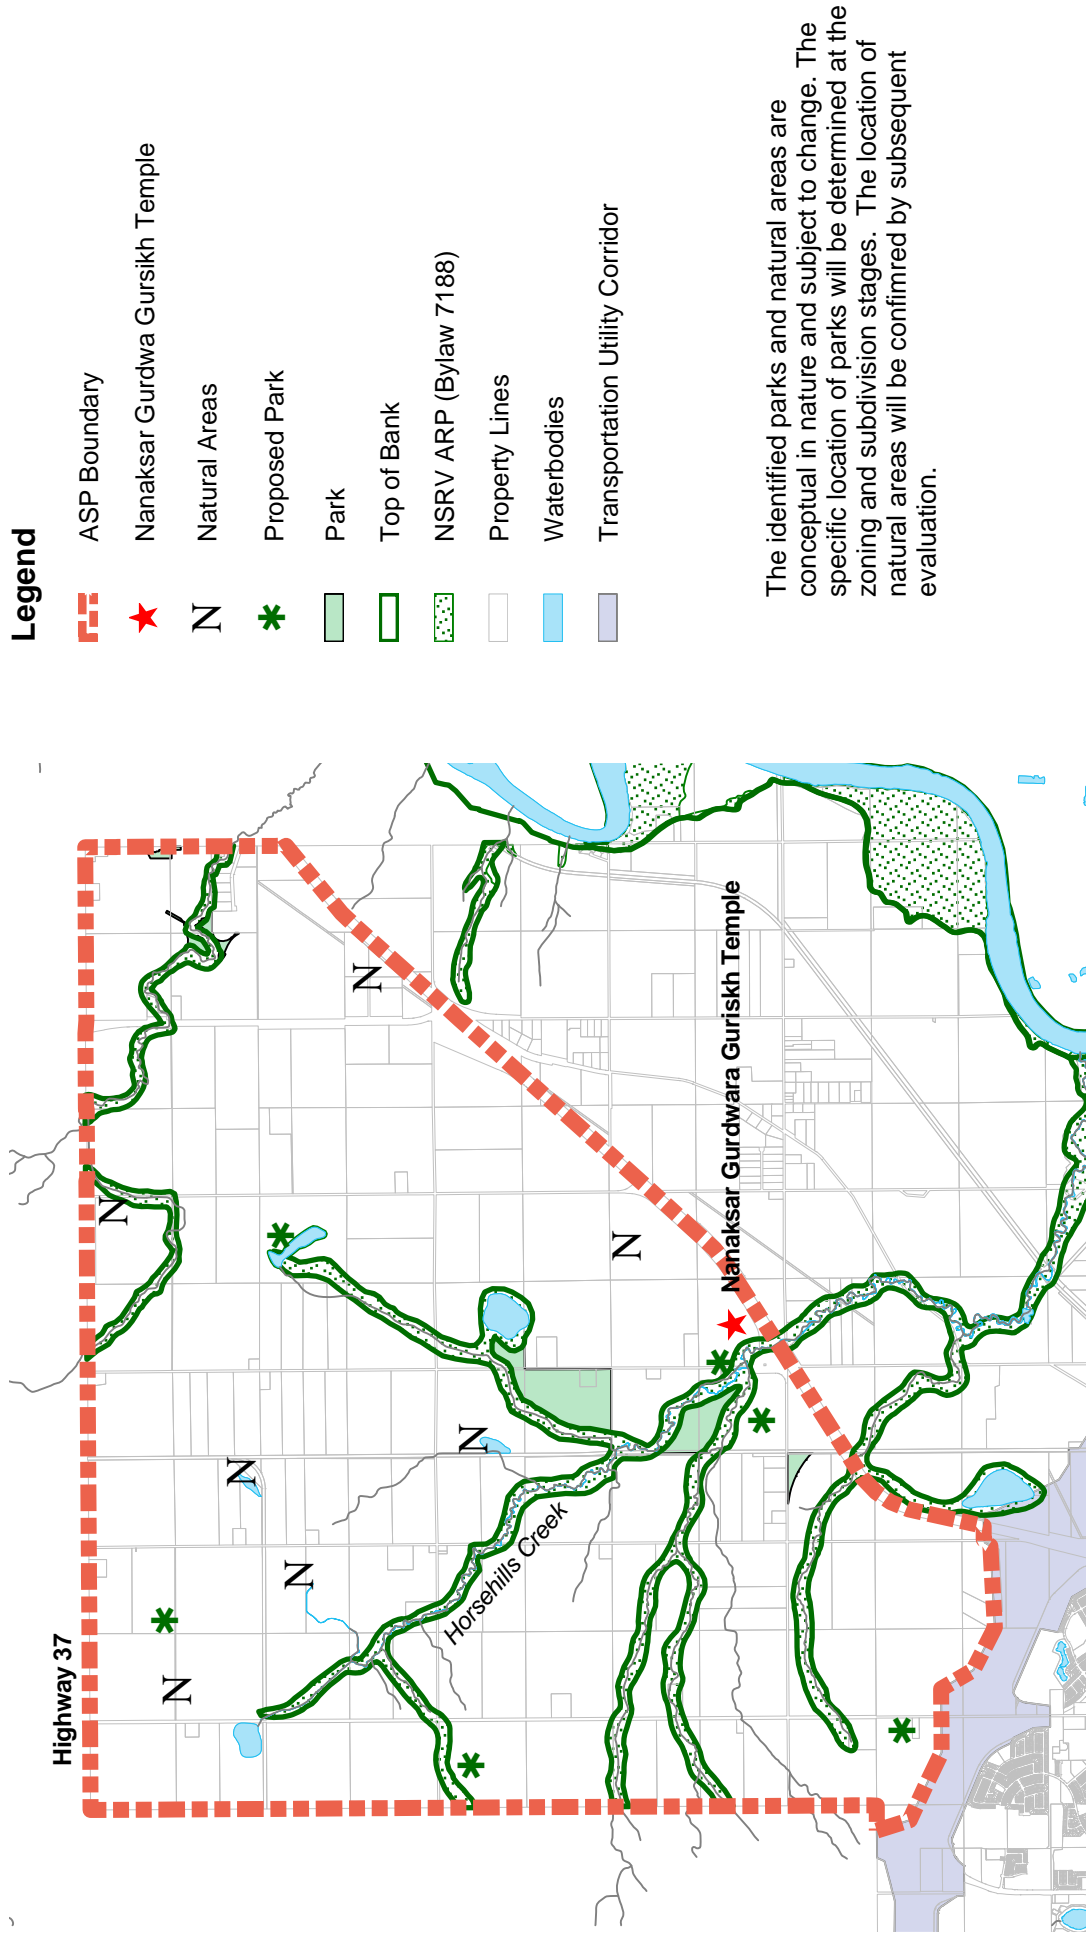 Legend
ASP Boundary
Nanaksar Gurdwa Gursikh Temple
N
Natural Areas
Proposed Park
Park
Top of Bank
NSRV ARP (Bylaw 7188)
Property Lines
Waterbodies
Transportation Utility Corridor
The identified parks and natural areas are
conceptual in nature and subject to change. The
specific location of parks will be determined at the
zoning and subdivision stages. The location of
natural areas will be confimred by subsequent
evaluation.
Highway 37
N
N
N
N
N
N
N
Horsehills Creek
Nanaksar Gurdwara Guriskh Temple